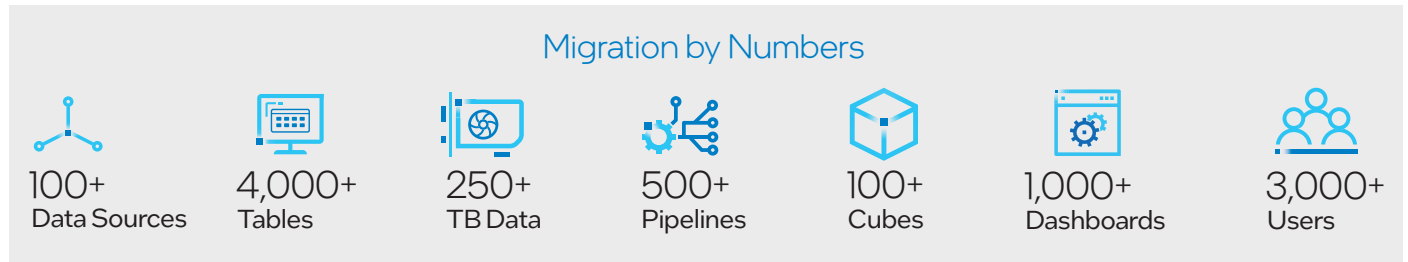 Migration by Numbers
100+
Data Sources
4,000+
Tables
250+
TB Data
500+
Pipelines
100+
Cubes
1,000+
Dashboards
3,000+
Users